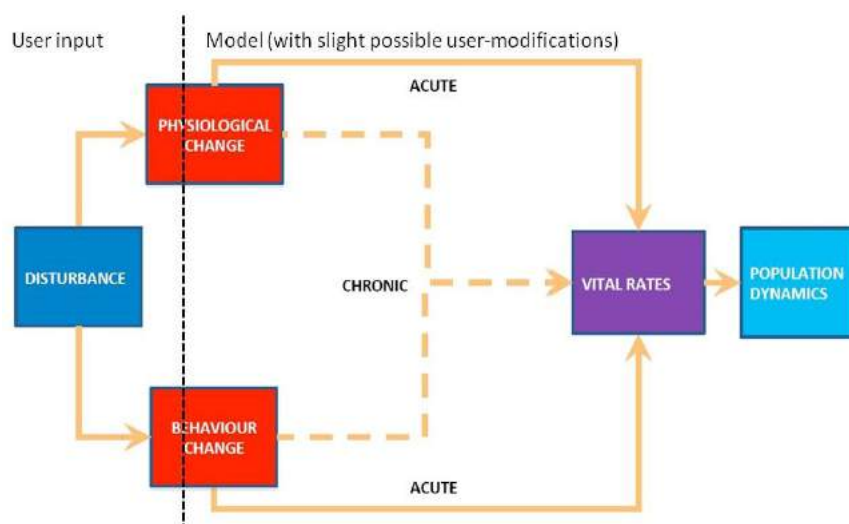 User input
Model (with slight possible user-modifications)
ACUTE
PHYSIOLOGICAL
CHANGE
DISTURBANCE
CHRONIC
VITAL RATES
POPULATION
DYNAMICS
BEHAVIOUR
CHANGE
ACUTE